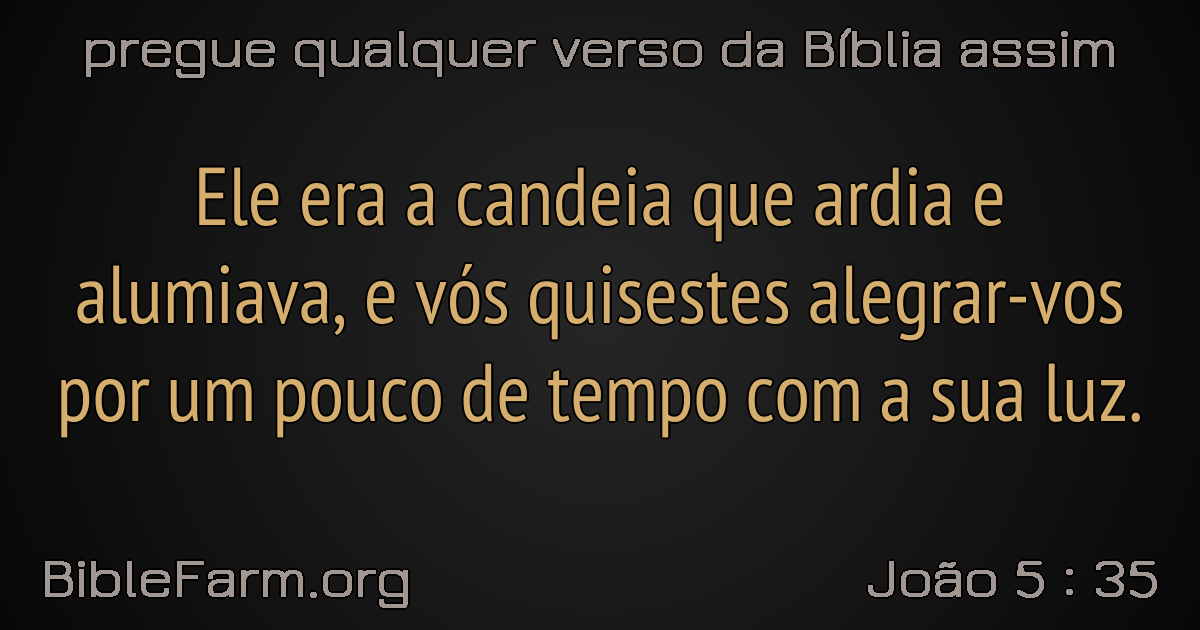 pregue qualquer verso da Bíblia assim
Ele era a candeia que ardia e
alumiava, e vós quisestes alegrar-vos
por um pouco de tempo com a sua luz.
BibleFarm.org
João 5 : 35